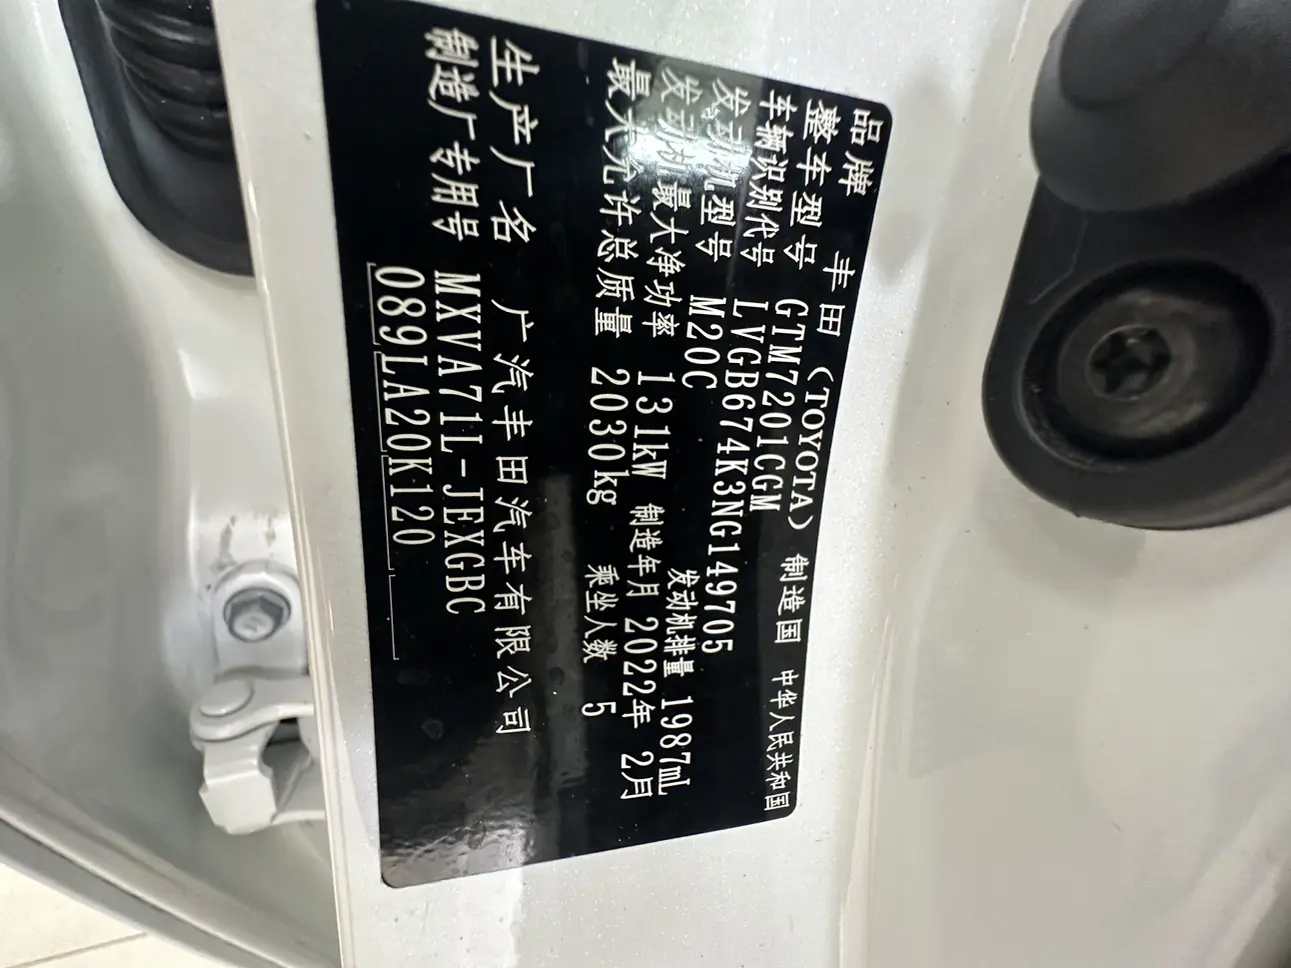 品牌 丰田（TOYOTA） 制造国 中华人民共和国
整车型号 GTM7201CGM
车辆识别代号 LVGB674K3NG149705
发动机型号 M20C 发动机排量 1987mL
发动机最大净功率 131kW 制造年月 2022年 2月
最大允许总质量 2030kg 乘坐人数 5
生产厂名 广汽丰田汽车有限公司
制造厂专用号 MXVA71L-JEXGBC
089LA20K120